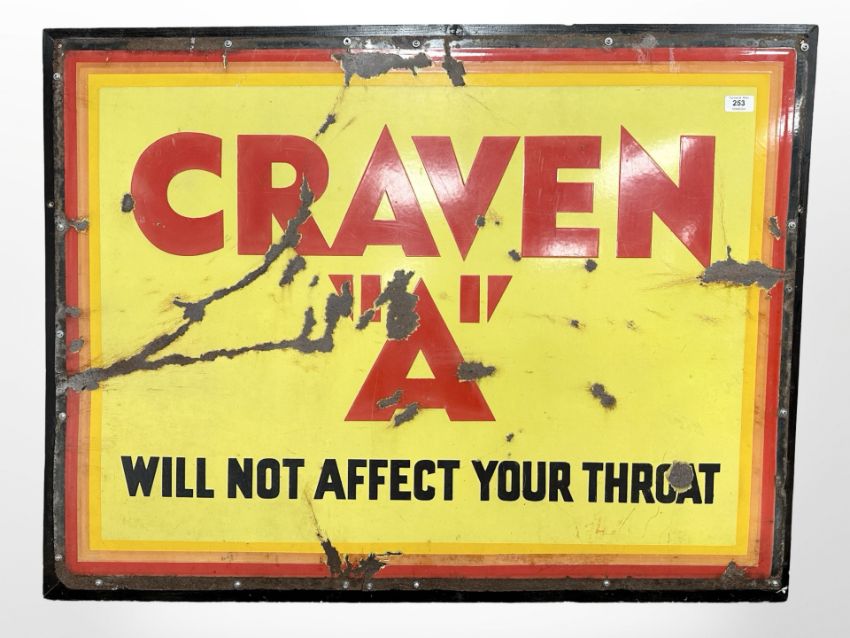 253
CRAVEN
"A"
WILL NOT AFFECT YOUR THROAT